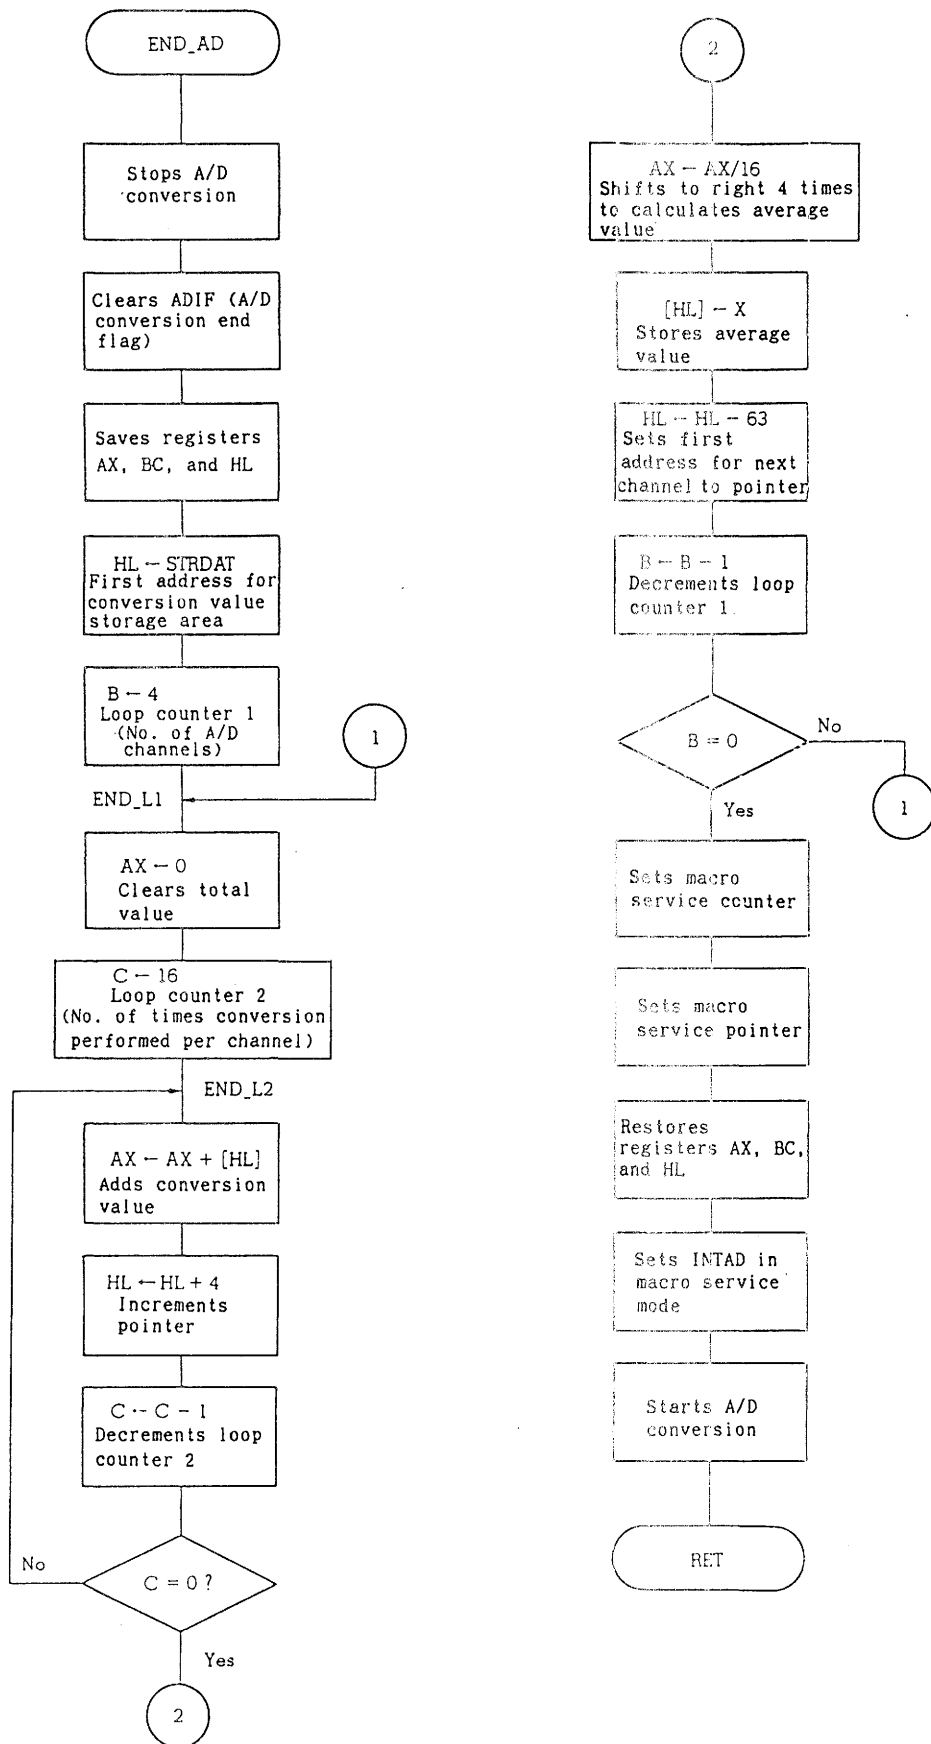 END_AD
Stops A/D
conversion
Clears ADIF (A/D
conversion end
flag)
Saves registers
AX, BC, and HL
HL ← STRDAT
First address for
conversion value
storage area
B ← 4
Loop counter 1
(No. of A/D
channels)
1
END_L1
AX ← 0
Clears total
value
C ← 16
Loop counter 2
(No. of times conversion
performed per channel)
END_L2
AX ← AX + [HL]
Adds conversion
value
HL ← HL + 4
Increments
pointer
C ← C - 1
Decrements loop
counter 2
No
C = 0 ?
Yes
2
2
AX ← AX/16
Shifts to right 4 times
to calculates average
value
[HL] ← X
Stores average
value
HL ← HL - 63
Sets first
address for next
channel to pointer
B ← B - 1
Decrements loop
counter 1
B = 0
No
1
Yes
Sets macro
service counter
Sets macro
service pointer
Restores
registers AX, BC,
and HL
Sets INTAD in
macro service
mode
Starts A/D
conversion
RET